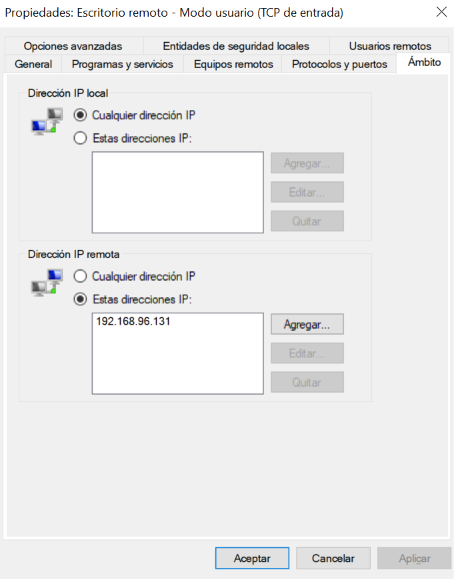 Propiedades: Escritorio remoto - Modo usuario (TCP de entrada)
Opciones avanzadas Entidades de seguridad locales Usuarios remotos
General Programas y servicios Equipos remotos Protocolos y puertos Ámbito
Dirección IP local
Cualquier dirección IP
Estas direcciones IP:
Agregar...
Editar...
Quitar
Dirección IP remota
Cualquier dirección IP
Estas direcciones IP:
192.168.96.131
Agregar...
Editar...
Quitar
Aceptar Cancelar Aplicar